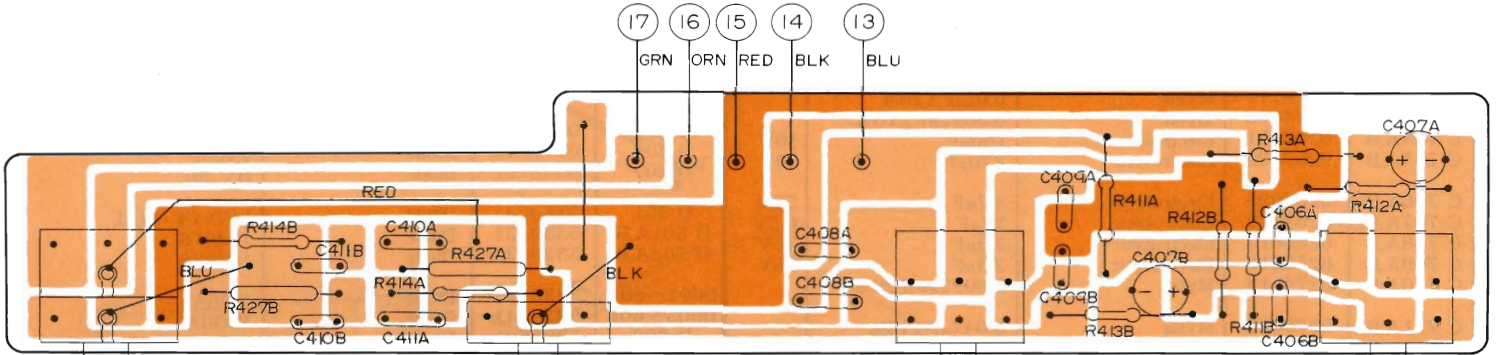 17 16 15 14 13
GRN ORN RED BLK BLU
C407A
R413A
C409A
RED
R411A
R412A
R412B
C406A
R414B
C410A
C408A
C411B
R427A
BLU
BLK
C407B
R414A
C408B
C409B
R427B
R413B
R411B
C410B
C411A
C406B
+ -
- +